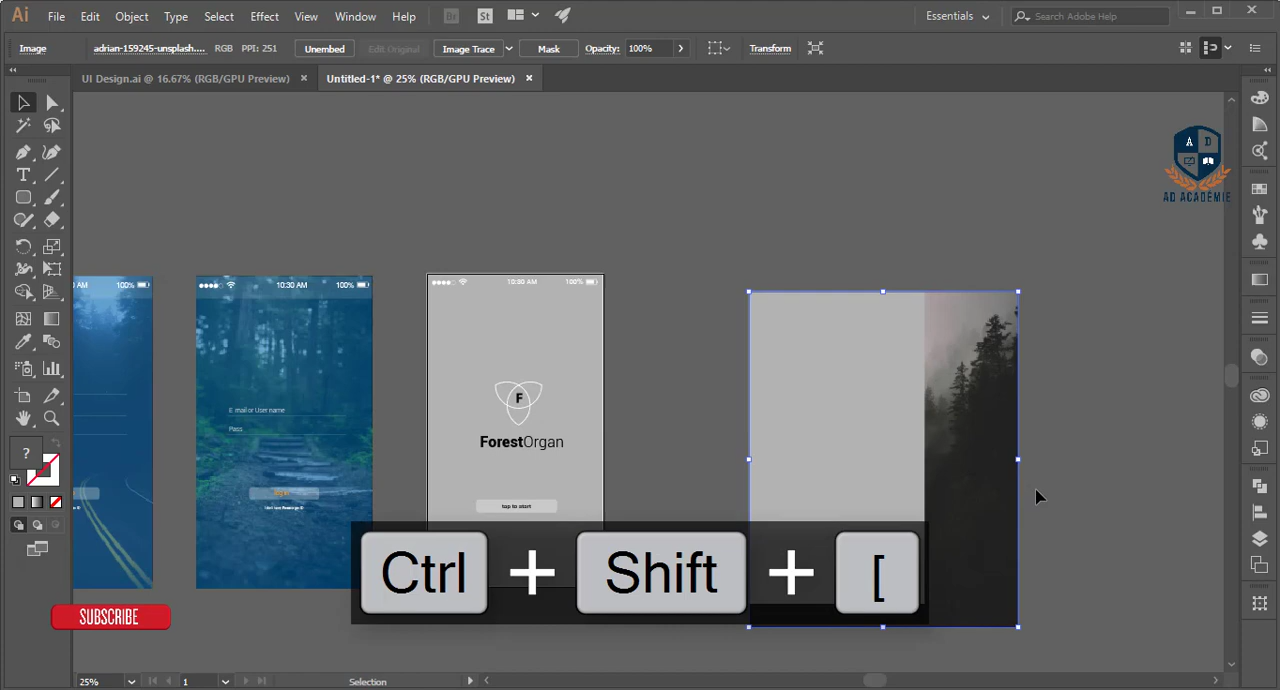 Ai File Edit Object Type Select Effect View Window Help Br St Essentials Search Adobe Help
Image adrian-159245-unsplash.... RGB PPI: 251 Unembed Edit Original Image Trace Mask Opacity: 100% Transform
UI Design.ai @ 16.67% (RGB/GPU Preview) × Untitled-1* @ 25% (RGB/GPU Preview) ×
A D
AD ACADEMIE
AM 100%
10:30 AM 100%
10:30 AM 100%
F
E.mail or User name
Pass
ForestOrgan
tap to start
?
Ctrl + Shift + [
SUBSCRIBE
25% 1 Selection